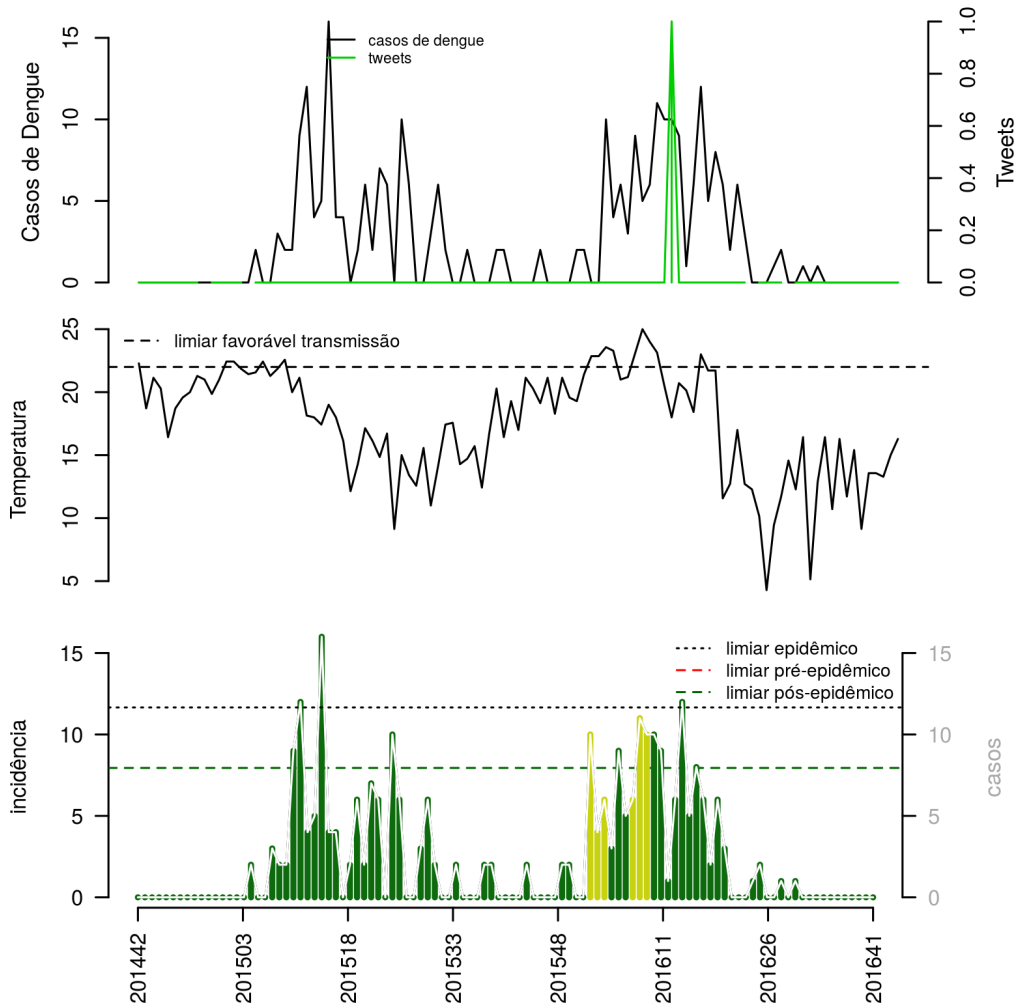 Casos de Dengue
0
5
10
15
casos de dengue
tweets
0.0
0.2
0.4
0.6
0.8
1.0
Tweets
Temperatura
5
10
15
20
25
limiar favorável transmissão
incidência
0
5
10
15
limiar epidêmico
limiar pré-epidêmico
limiar pós-epidêmico
0
5
10
15
casos
201442
201503
201518
201533
201548
201611
201626
201641